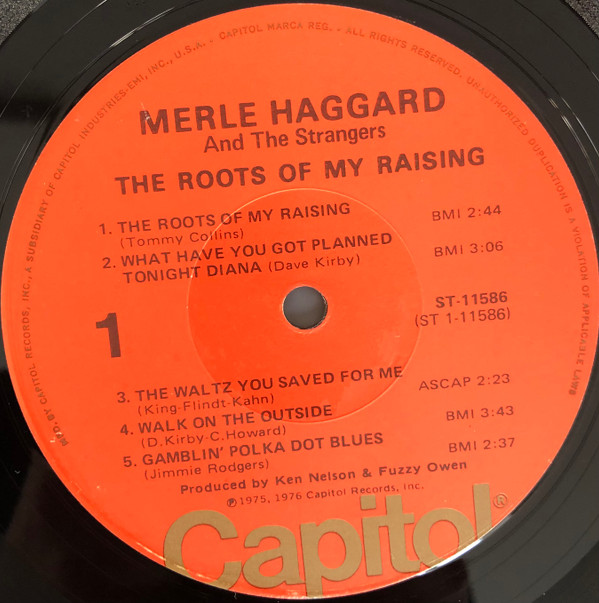 MFD. BY CAPITOL RECORDS, INC., A SUBSIDIARY OF CAPITOL INDUSTRIES-EMI, INC., U.S.A. · CAPITOL MARCA REG. · ALL RIGHTS RESERVED. UNAUTHORIZED DUPLICATION IS A VIOLATION OF APPLICABLE LAWS
MERLE HAGGARD
And The Strangers
THE ROOTS OF MY RAISING
1. THE ROOTS OF MY RAISING BMI 2:44
(Tommy Collins)
2. WHAT HAVE YOU GOT PLANNED BMI 3:06
TONIGHT DIANA (Dave Kirby)
1
ST-11586
(ST 1-11586)
3. THE WALTZ YOU SAVED FOR ME ASCAP 2:23
(King-Flindt-Kahn)
4. WALK ON THE OUTSIDE BMI 3:43
(D. Kirby-C. Howard)
5. GAMBLIN' POLKA DOT BLUES BMI 2:37
(Jimmie Rodgers)
Produced by Ken Nelson & Fuzzy Owen
℗1975, 1976 Capitol Records, Inc.
Capitol®